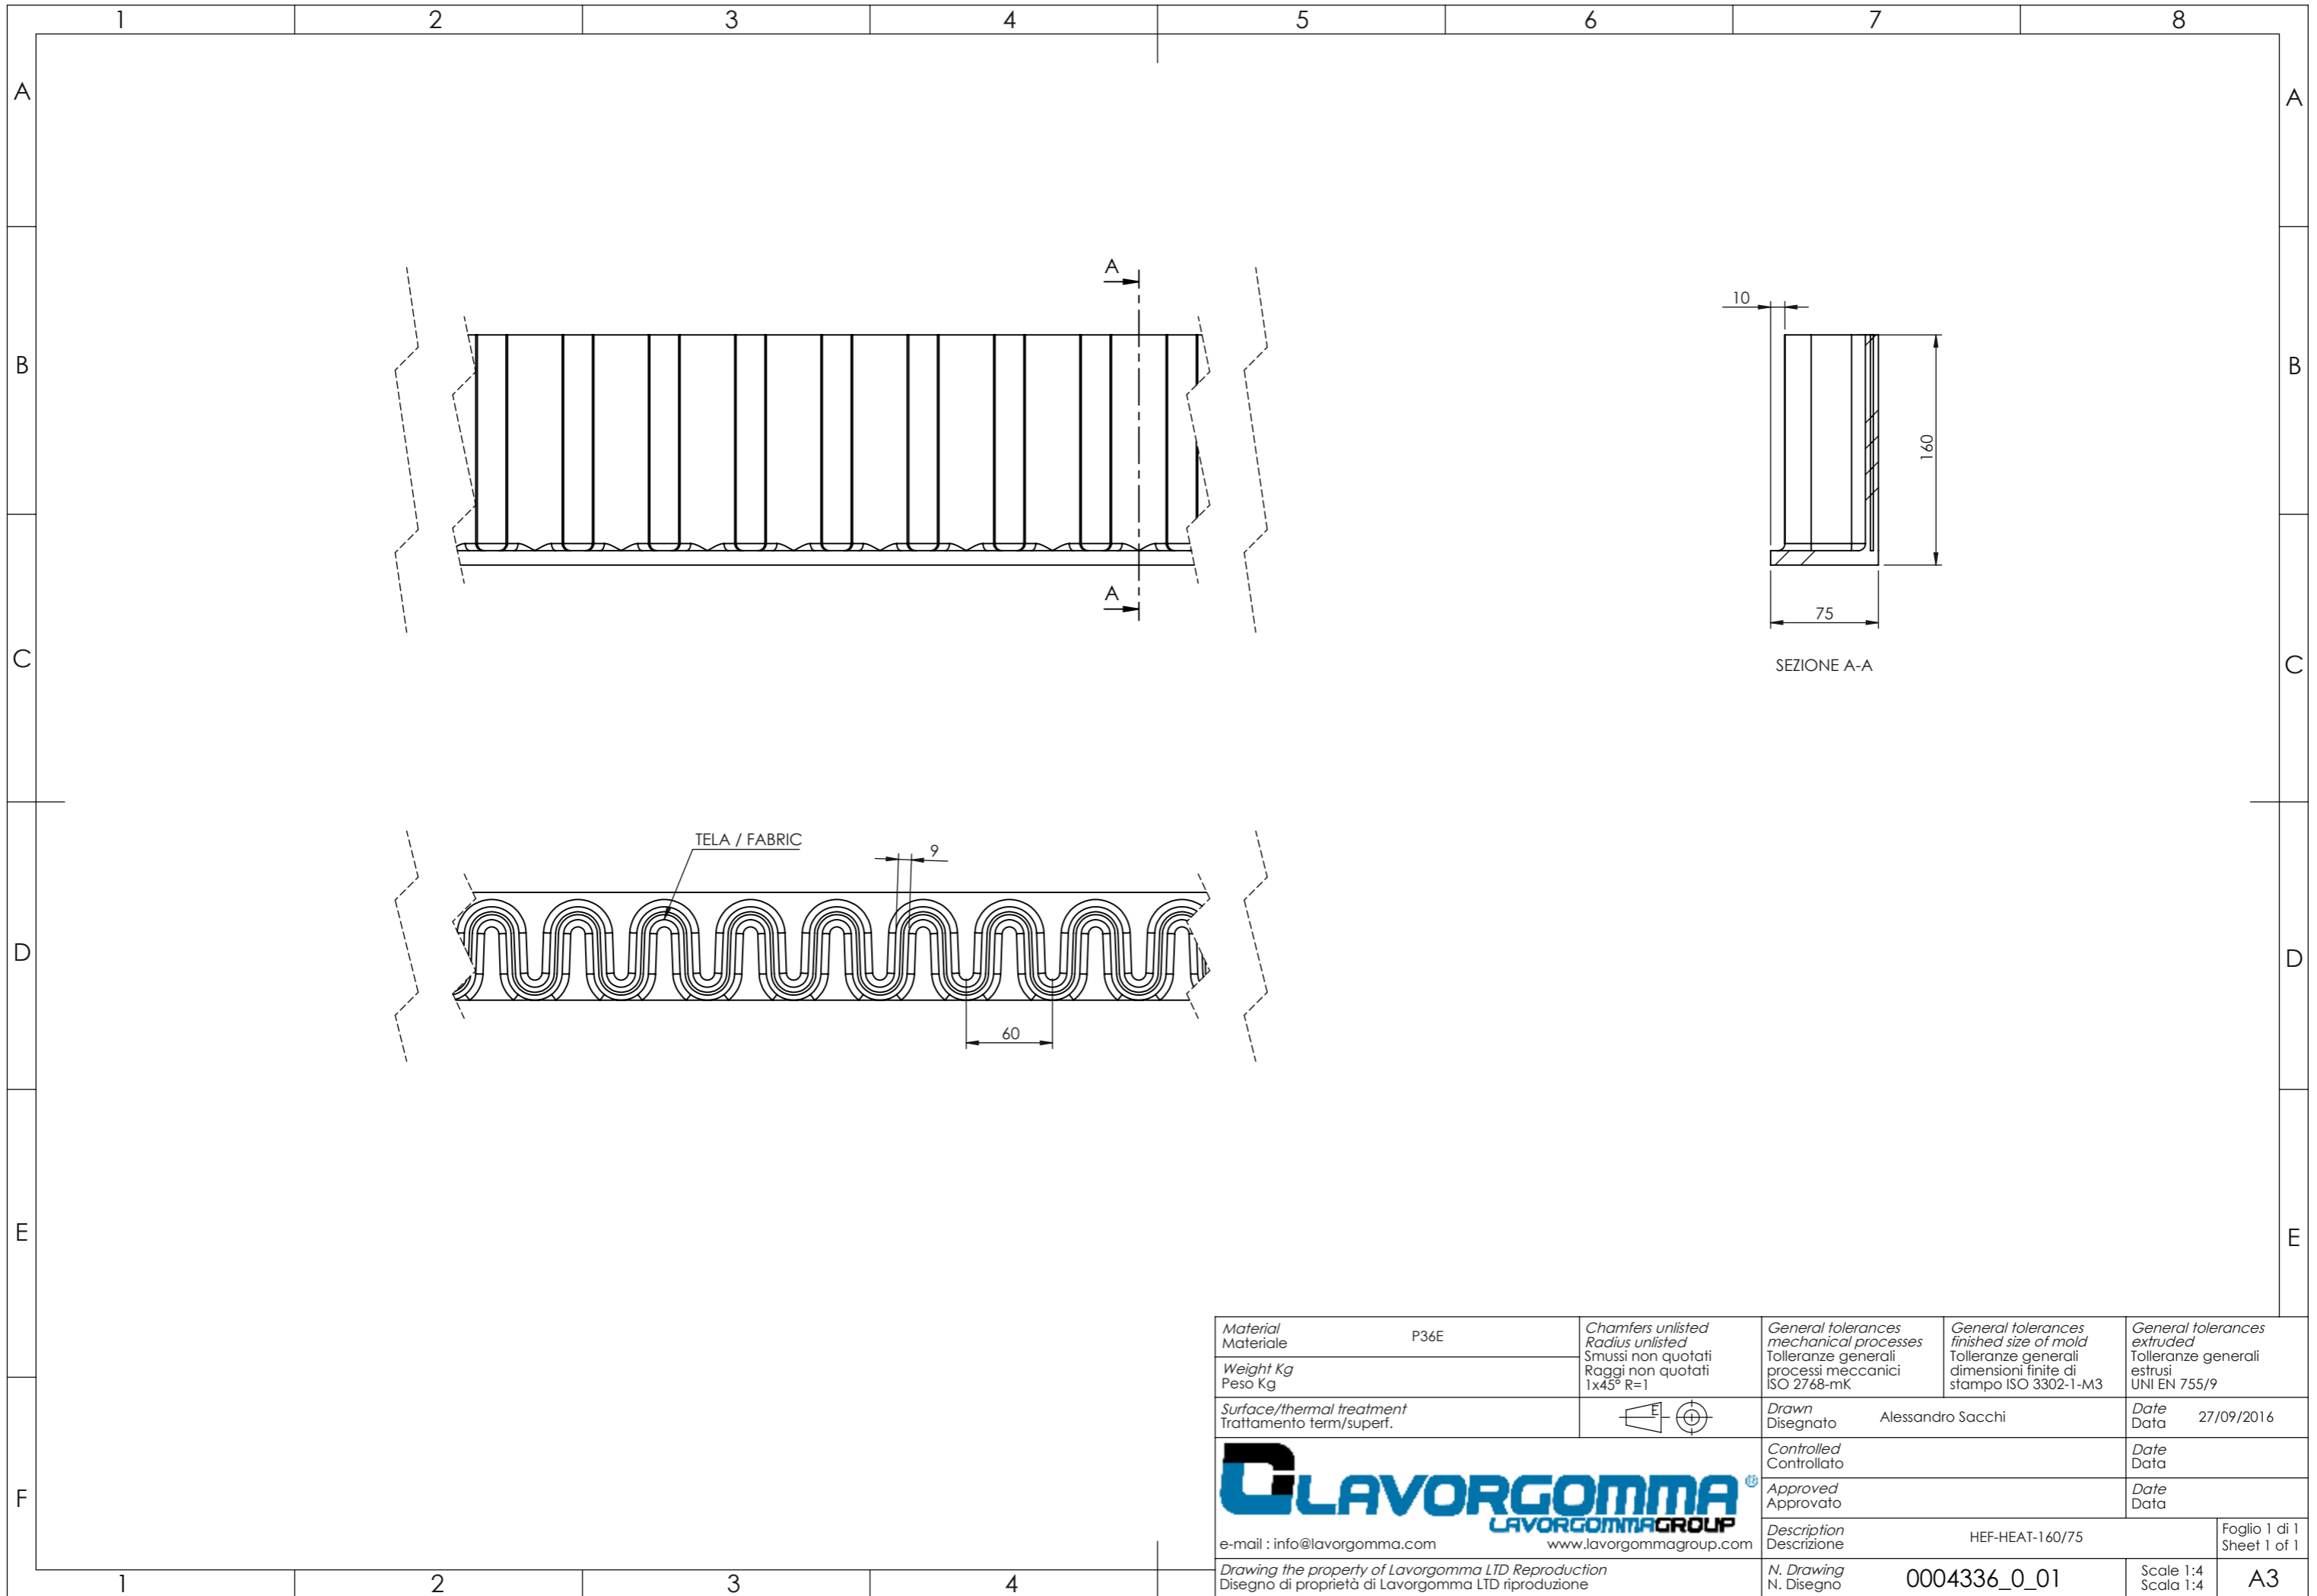 1 2 3 4 5 6 7 8
A A
B B
C C
D D
E E
F
1 2 3 4
A
A
10
160
75
SEZIONE A-A
TELA / FABRIC
9
60
Material
Materiale
P36E
Weight Kg
Peso Kg
Chamfers unlisted
Radius unlisted
Smussi non quotati
Raggi non quotati
1x45° R=1
General tolerances
mechanical processes
Tolleranze generali
processi meccanici
ISO 2768-mK
General tolerances
finished size of mold
Tolleranze generali
dimensioni finite di
stampo ISO 3302-1-M3
General tolerances
extruded
Tolleranze generali
estrusi
UNI EN 755/9
Surface/thermal treatment
Trattamento term/superf.
E
Drawn
Disegnato
Alessandro Sacchi
Date
Data
27/09/2016
Controlled
Controllato
Date
Data
Approved
Approvato
Date
Data
LAVORGOMMA®
LAVORGOMMAGROUP
e-mail : info@lavorgomma.com www.lavorgommagroup.com
Description
Descrizione
HEF-HEAT-160/75
Foglio 1 di 1
Sheet 1 of 1
Drawing the property of Lavorgomma LTD Reproduction
Disegno di proprietà di Lavorgomma LTD riproduzione
N. Drawing
N. Disegno
0004336_0_01
Scale 1:4
Scala 1:4
A3